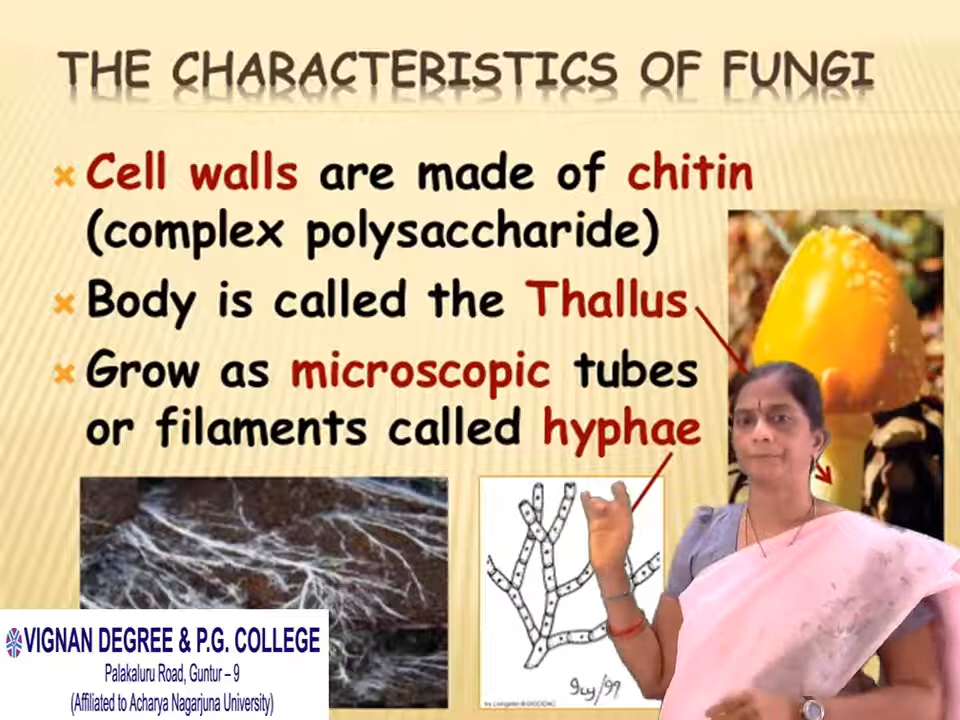 THE CHARACTERISTICS OF FUNGI
Cell walls are made of chitin
(complex polysaccharide)
Body is called the Thallus
Grow as microscopic tubes
or filaments called hyphae
VIGNAN DEGREE & P.G. COLLEGE
Palakaluru Road, Guntur – 9
(Affiliated to Acharya Nagarjuna University)